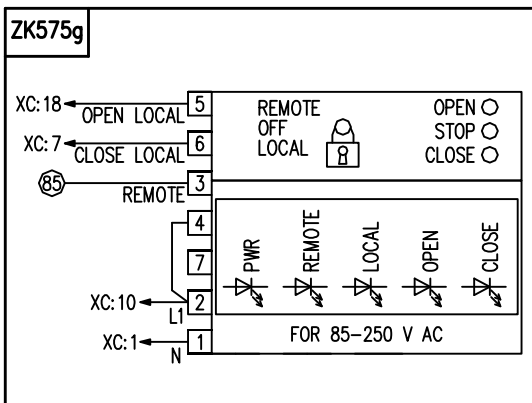 ZK575g
XC:18 OPEN LOCAL 5
XC:7 CLOSE LOCAL 6
85 REMOTE 3
4
7
XC:10 L1 2
XC:1 N 1
REMOTE
OFF
LOCAL
OPEN
STOP
CLOSE
PWR
REMOTE
LOCAL
OPEN
CLOSE
FOR 85-250 V AC